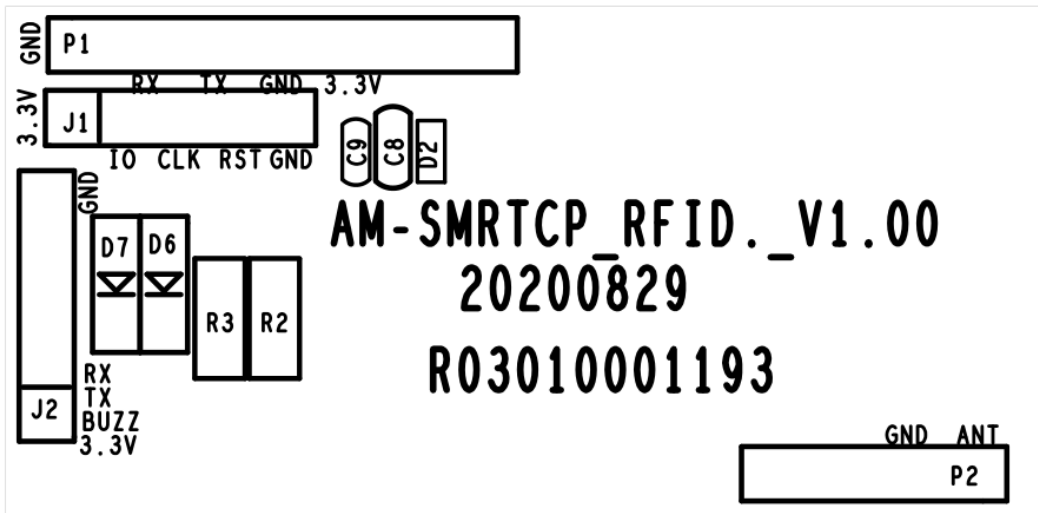 GND P1
RX TX GND 3.3V
3.3V J1
IO CLK RST GND
C9 C8 D2
GND
AM-SMRTCP_RFID._V1.00
D7 D6
20200829
R3 R2
R03010001193
RX
TX
J2
BUZZ
3.3V
GND ANT
P2